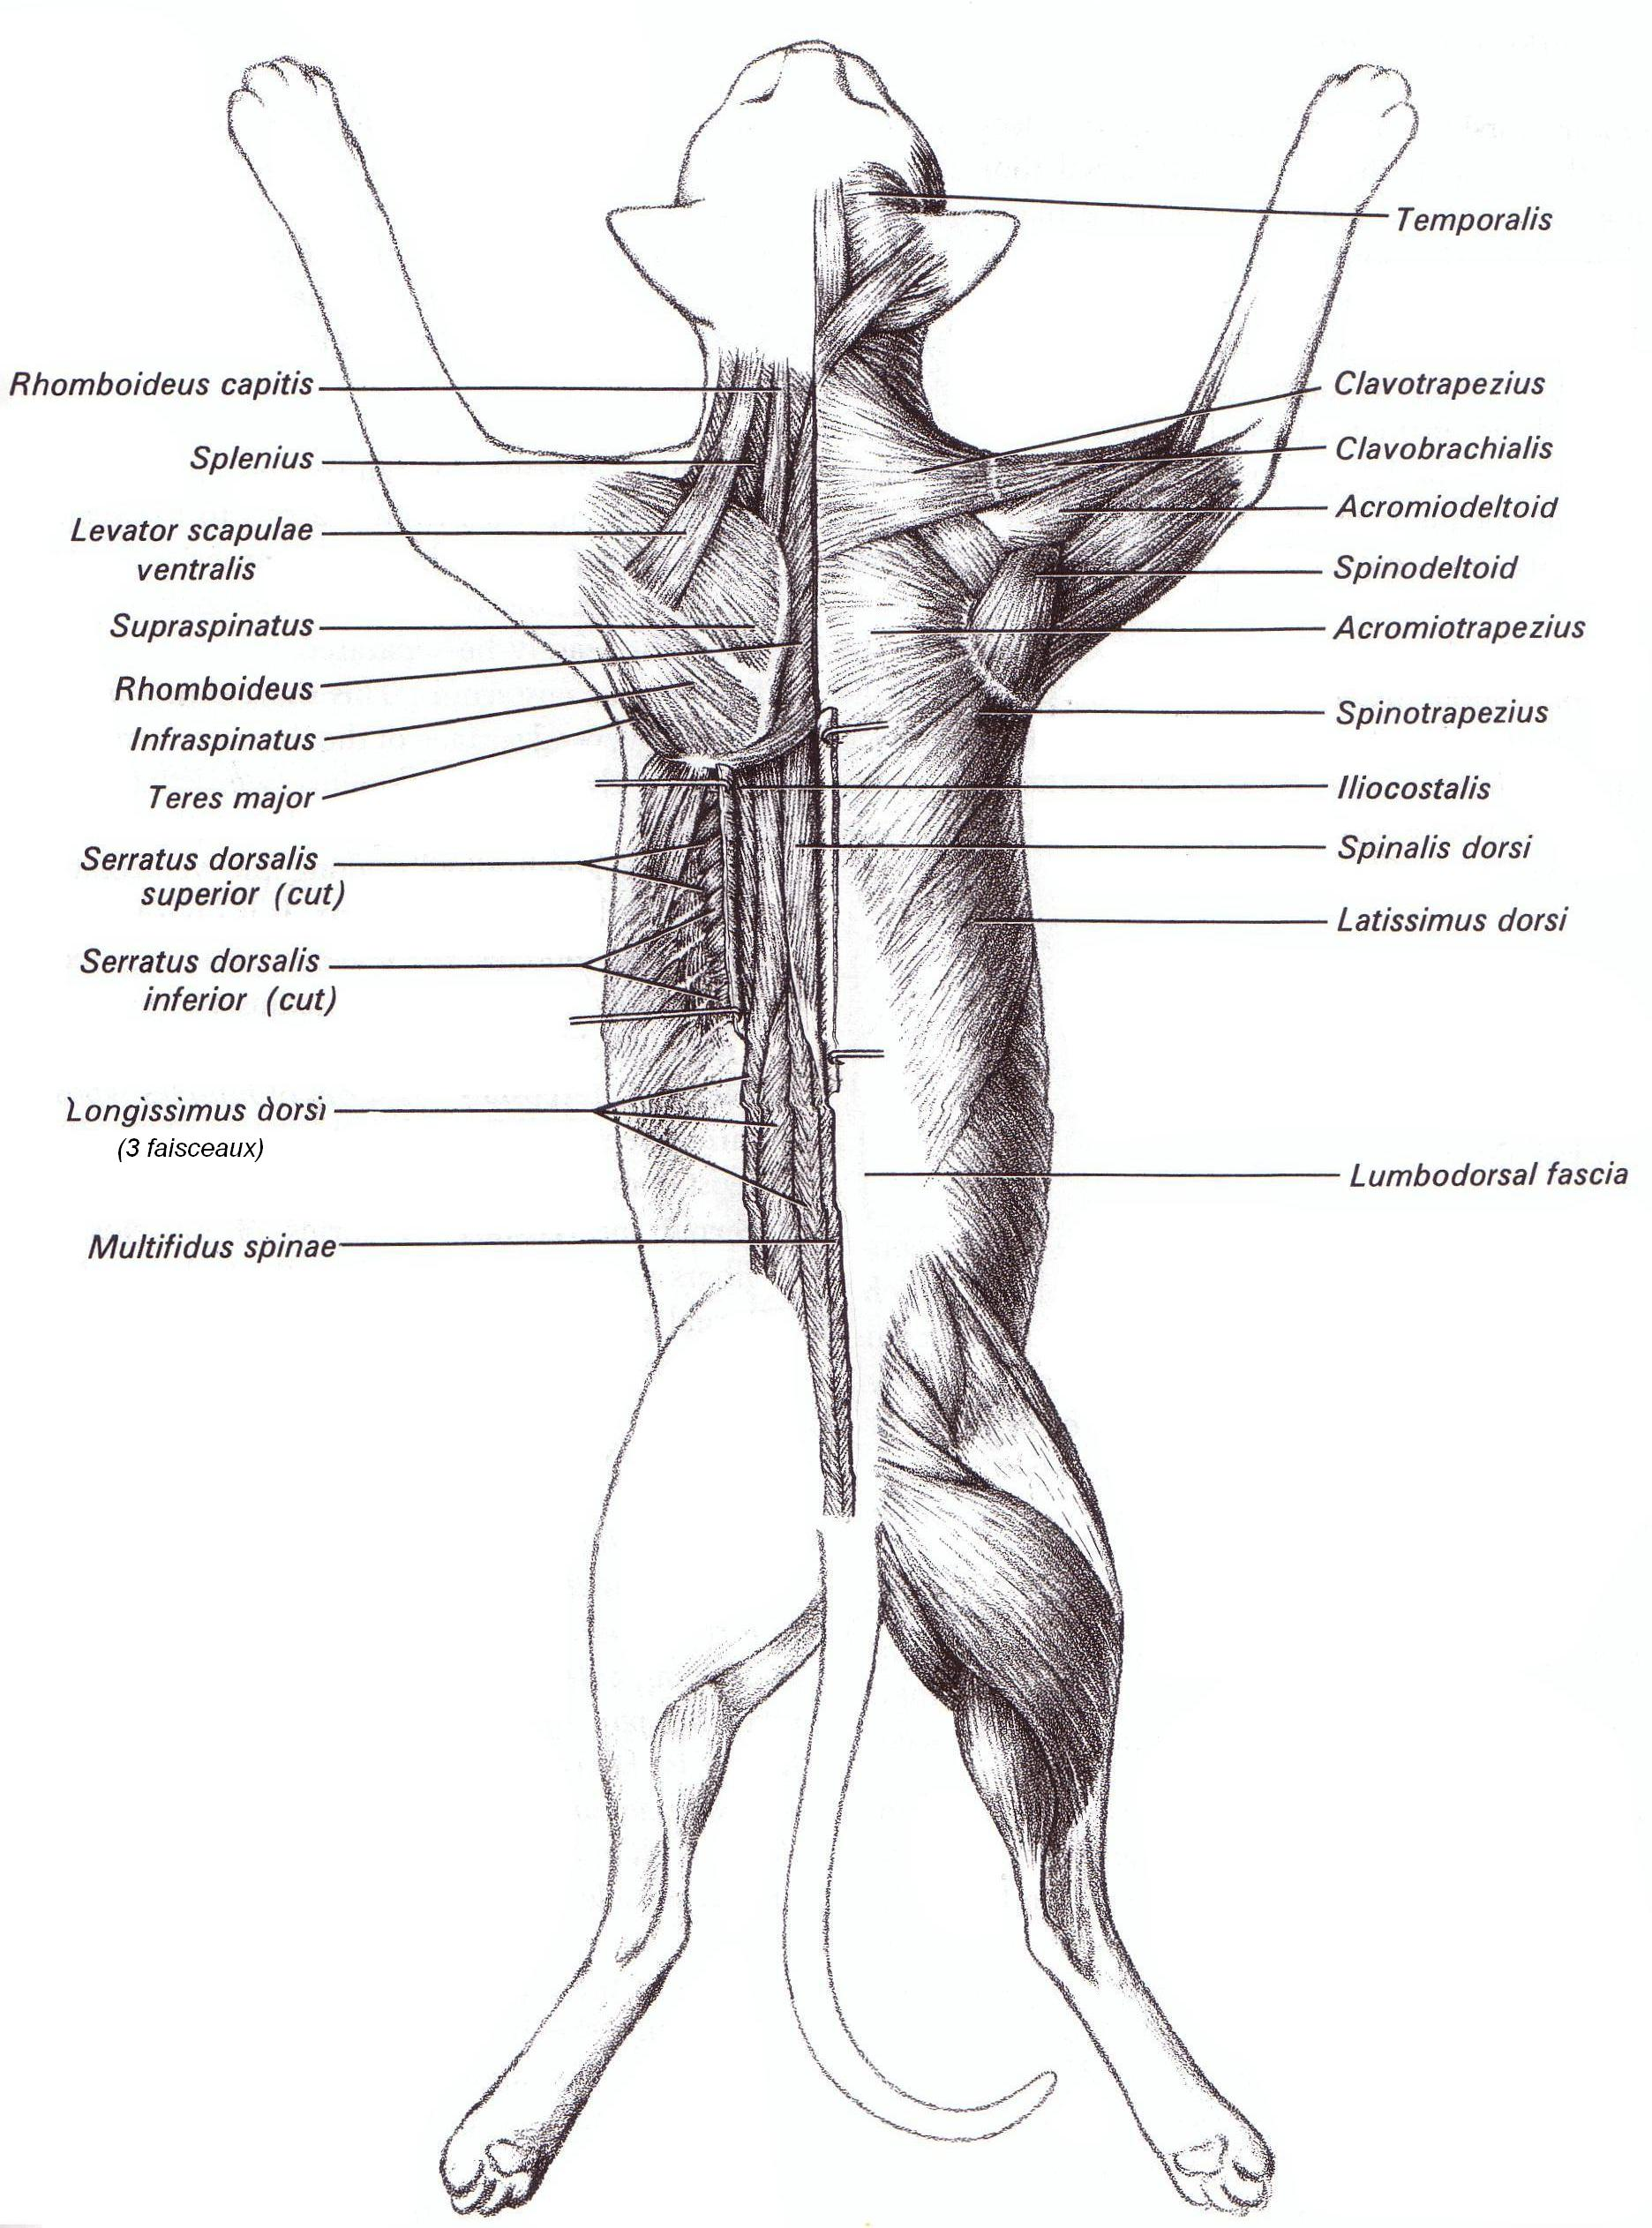 Temporalis
Rhomboideus capitis
Splenius
Levator scapulae
ventralis
Supraspinatus
Rhomboideus
Infraspinatus
Teres major
Serratus dorsalis
superior (cut)
Serratus dorsalis
inferior (cut)
Longissimus dorsi
(3 faisceaux)
Multifidus spinae
Clavotrapezius
Clavobrachialis
Acromiodeltoid
Spinodeltoid
Acromiotrapezius
Spinotrapezius
Iliocostalis
Spinalis dorsi
Latissimus dorsi
Lumbodorsal fascia